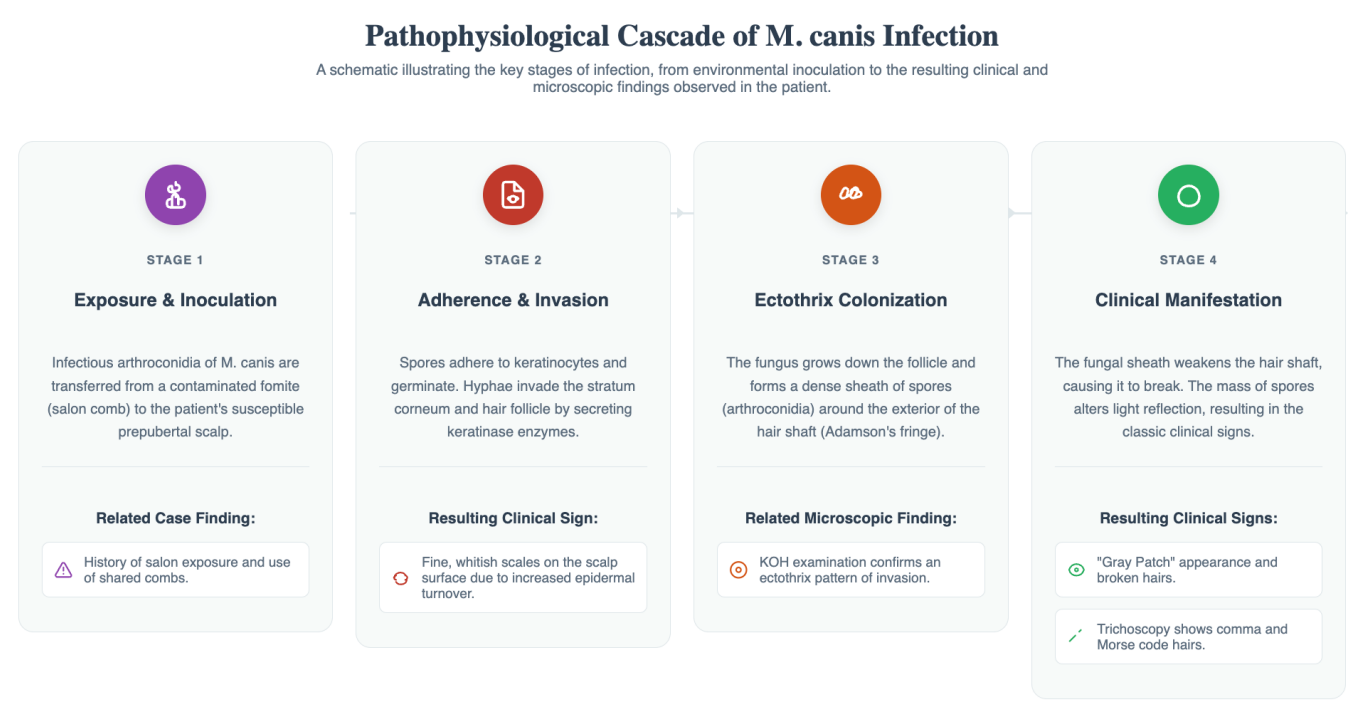 Pathophysiological Cascade of M. canis Infection
A schematic illustrating the key stages of infection, from environmental inoculation to the resulting clinical and
microscopic findings observed in the patient.
STAGE 1
Exposure & Inoculation
Infectious arthroconidia of M. canis are
transferred from a contaminated fomite
(salon comb) to the patient's susceptible
prepubertal scalp.
Related Case Finding:
History of salon exposure and use
of shared combs.
STAGE 2
Adherence & Invasion
Spores adhere to keratinocytes and
germinate. Hyphae invade the stratum
corneum and hair follicle by secreting
keratinase enzymes.
Resulting Clinical Sign:
Fine, whitish scales on the scalp
surface due to increased epidermal
turnover.
STAGE 3
Ectothrix Colonization
The fungus grows down the follicle and
forms a dense sheath of spores
(arthroconidia) around the exterior of the
hair shaft (Adamson's fringe).
Related Microscopic Finding:
KOH examination confirms an
ectothrix pattern of invasion.
STAGE 4
Clinical Manifestation
The fungal sheath weakens the hair shaft,
causing it to break. The mass of spores
alters light reflection, resulting in the
classic clinical signs.
Resulting Clinical Signs:
"Gray Patch" appearance and
broken hairs.
Trichoscopy shows comma and
Morse code hairs.